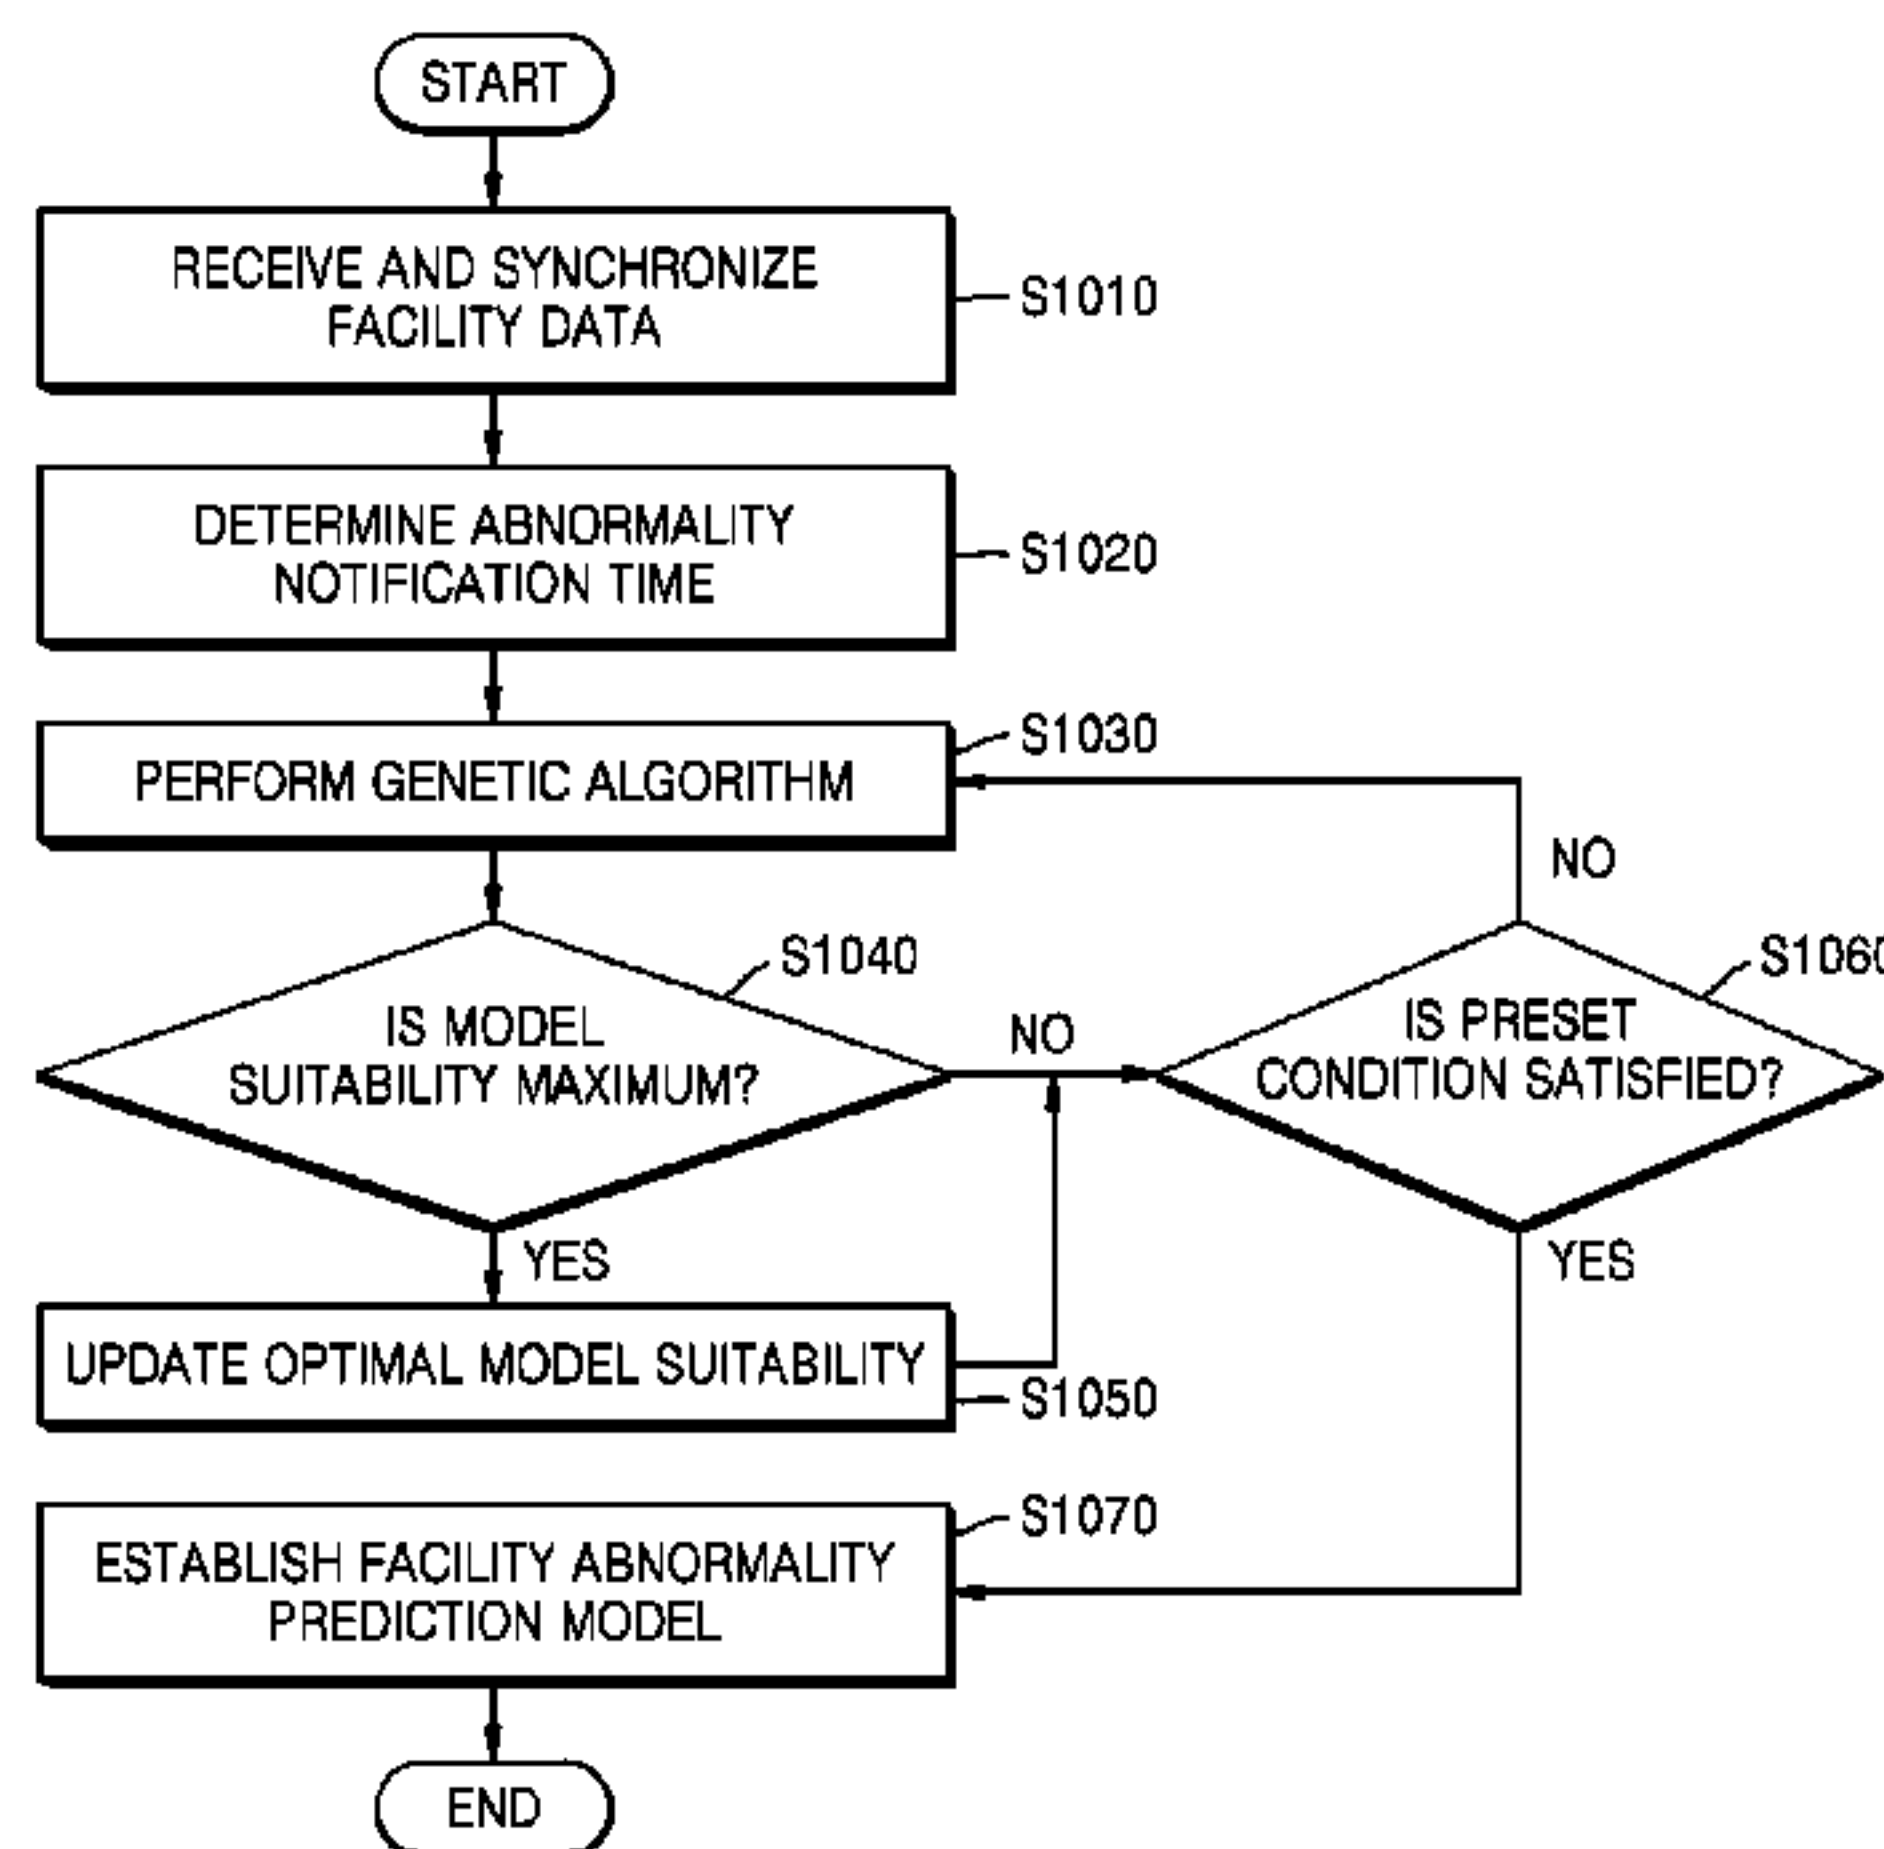 START
RECEIVE AND SYNCHRONIZE
FACILITY DATA
S1010
DETERMINE ABNORMALITY
NOTIFICATION TIME
S1020
S1030
PERFORM GENETIC ALGORITHM
NO
S1040
S1060
IS MODEL
SUITABILITY MAXIMUM?
NO
IS PRESET
CONDITION SATISFIED?
YES
YES
UPDATE OPTIMAL MODEL SUITABILITY
S1050
S1070
ESTABLISH FACILITY ABNORMALITY
PREDICTION MODEL
END